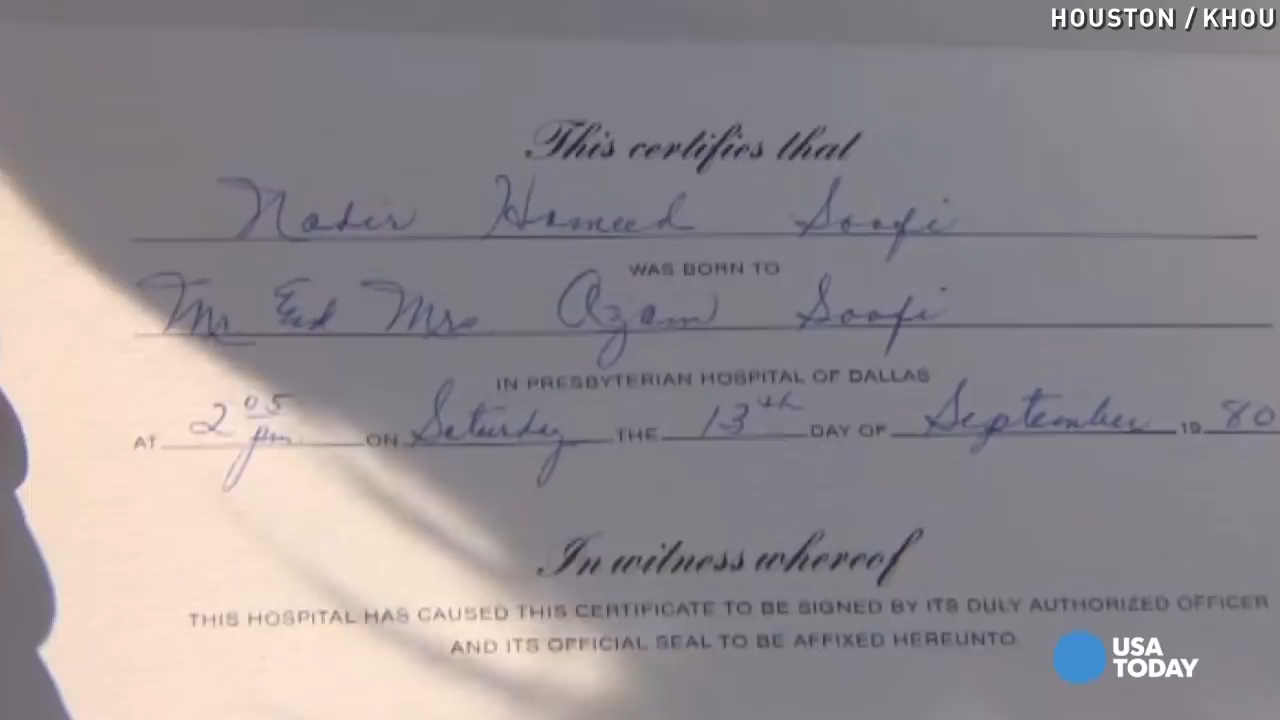 HOUSTON / KHOU
This certifies that
Nadir Hameed Soofi
WAS BORN TO
Mr. and Mrs. Azam Soofi
IN PRESBYTERIAN HOSPITAL OF DALLAS
AT 2 05 pm. ON Saturday THE 13th DAY OF September 1980
In witness whereof
THIS HOSPITAL HAS CAUSED THIS CERTIFICATE TO BE SIGNED BY ITS DULY AUTHORIZED OFFICER
AND ITS OFFICIAL SEAL TO BE AFFIXED HEREUNTO
USA
TODAY